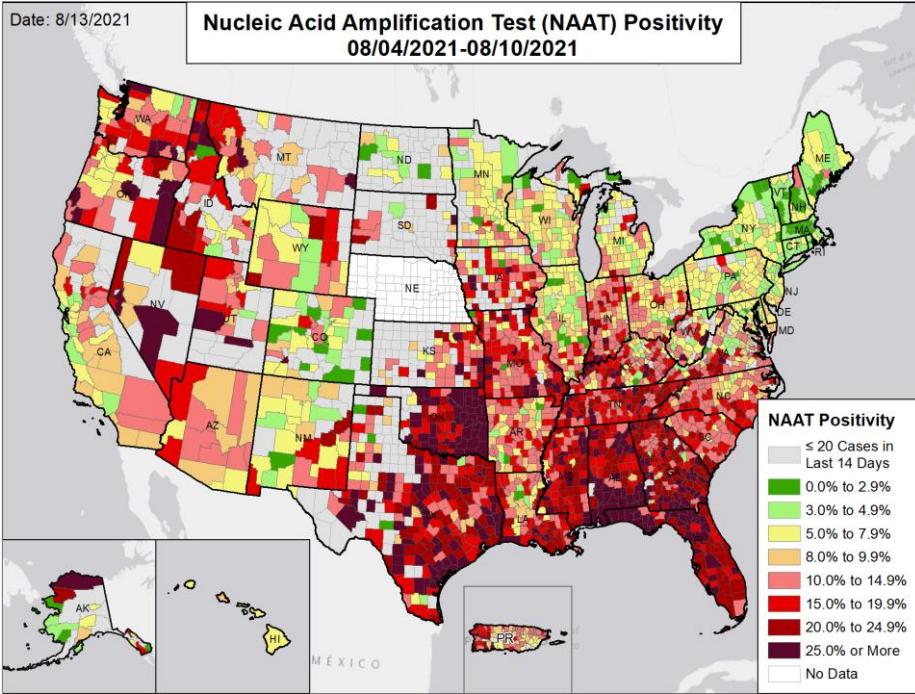 Date: 8/13/2021
Nucleic Acid Amplification Test (NAAT) Positivity
08/04/2021-08/10/2021
WA
MT
ND
MN
ME
VT
NH
OR
ID
SD
WI
MI
NY
MA
CT
RI
WY
IA
PA
NJ
NE
NV
UT
CO
IL
IN
OH
DE
MD
WV
VA
CA
KS
MO
KY
AZ
NM
OK
AR
TN
NC
SC
MS
AL
GA
LA
FL
AK
HI
PR
MÉXICO
NAAT Positivity
≤ 20 Cases in
Last 14 Days
0.0% to 2.9%
3.0% to 4.9%
5.0% to 7.9%
8.0% to 9.9%
10.0% to 14.9%
15.0% to 19.9%
20.0% to 24.9%
25.0% or More
No Data